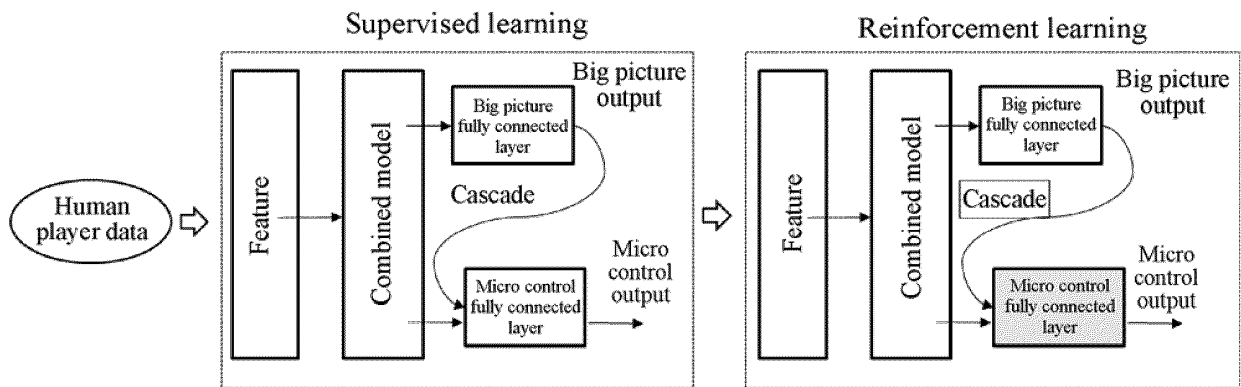 Supervised learning
Reinforcement learning
Human
player data
Feature
Combined model
Big picture
fully connected
layer
Big picture
output
Cascade
Micro control
fully connected
layer
Micro
control
output
Feature
Combined model
Big picture
fully connected
layer
Big picture
output
Cascade
Micro control
fully connected
layer
Micro
control
output